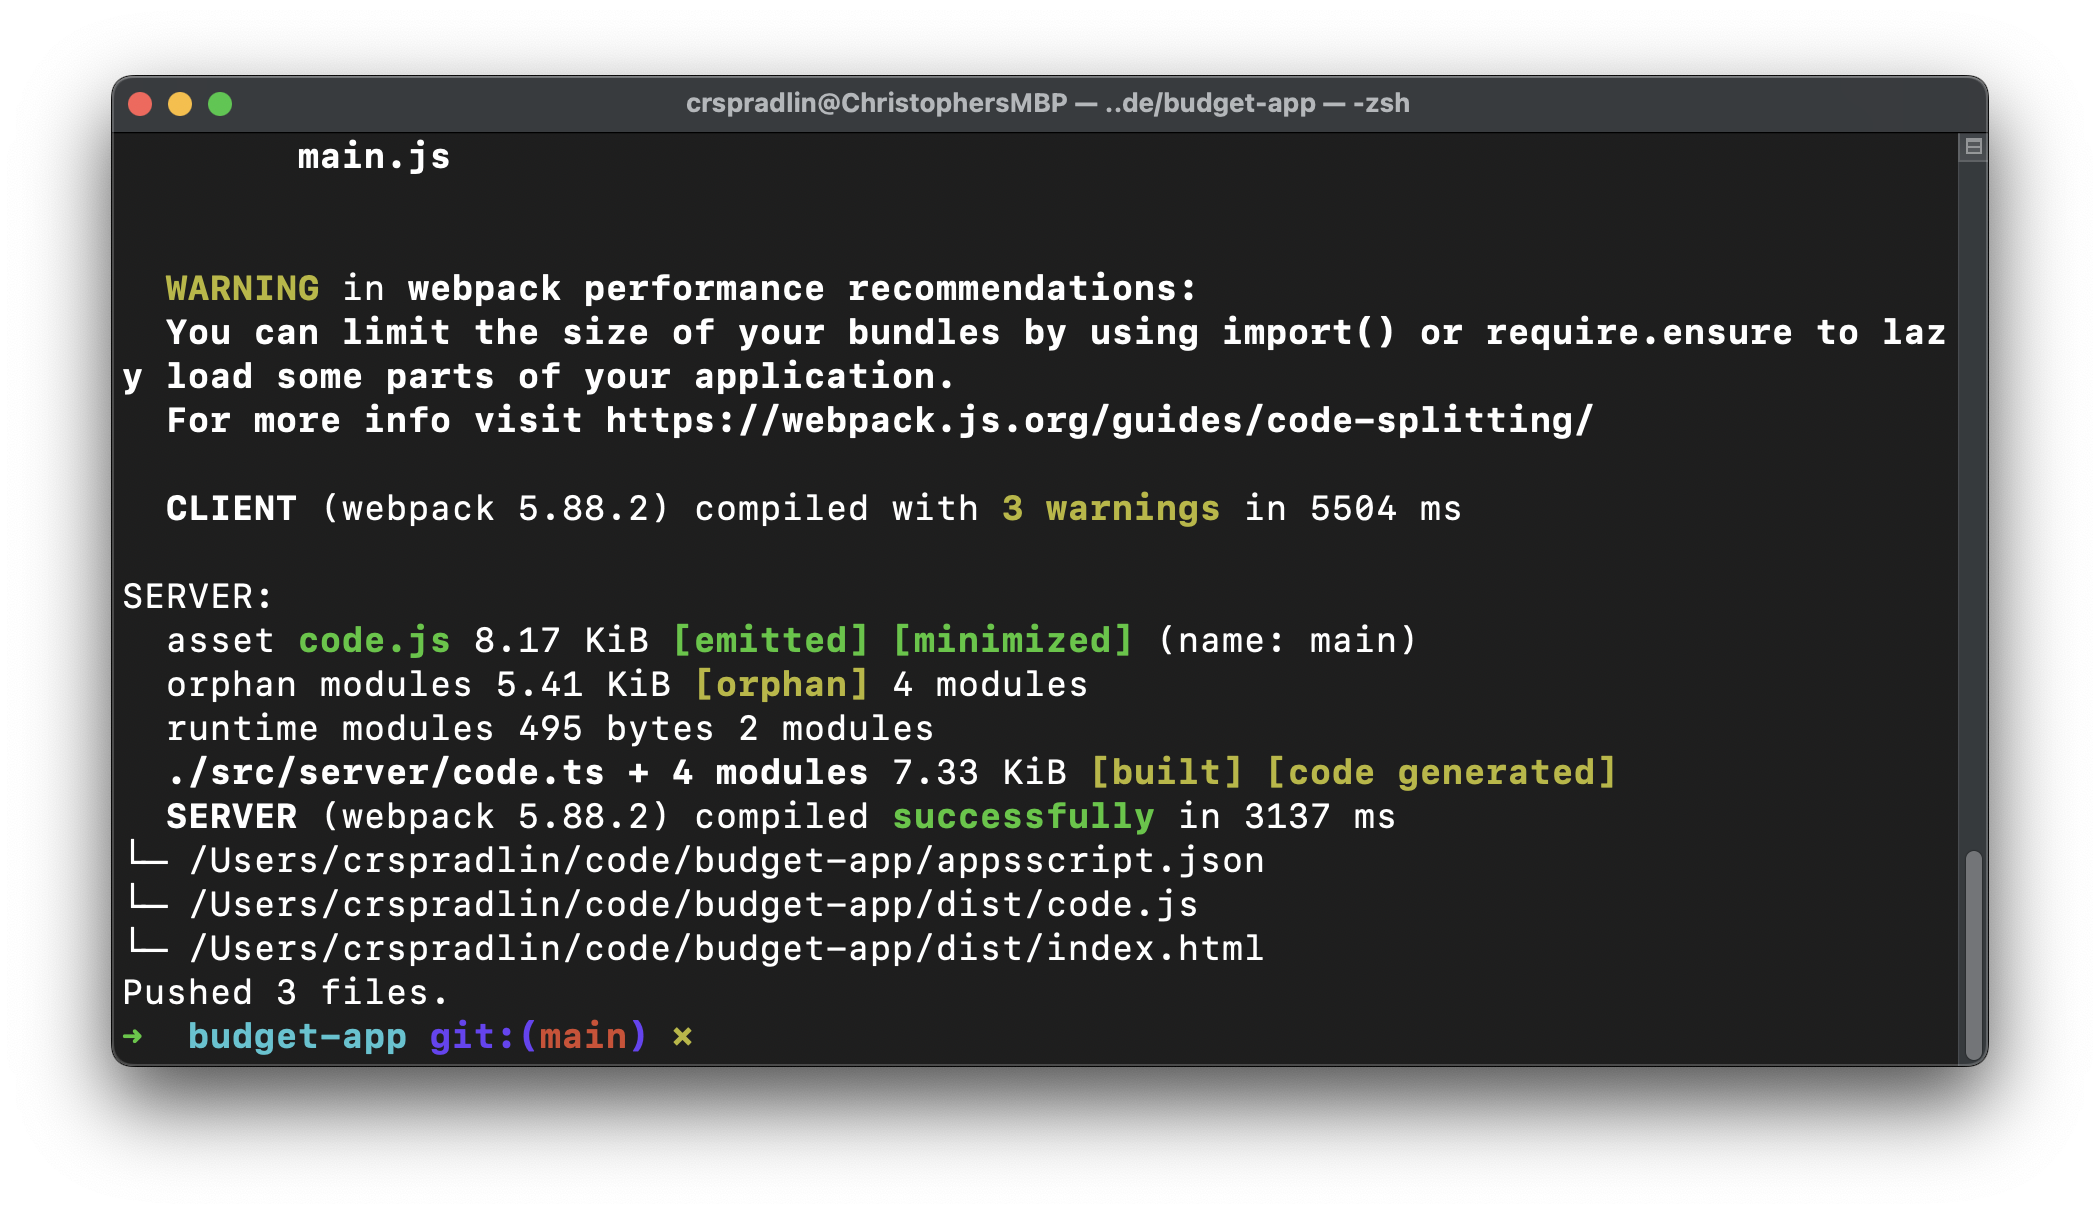 crspradlin@ChristophersMBP — ..de/budget-app — -zsh
main.js
WARNING in webpack performance recommendations:
You can limit the size of your bundles by using import() or require.ensure to laz
y load some parts of your application.
For more info visit https://webpack.js.org/guides/code-splitting/
CLIENT (webpack 5.88.2) compiled with 3 warnings in 5504 ms
SERVER:
asset code.js 8.17 KiB [emitted] [minimized] (name: main)
orphan modules 5.41 KiB [orphan] 4 modules
runtime modules 495 bytes 2 modules
./src/server/code.ts + 4 modules 7.33 KiB [built] [code generated]
SERVER (webpack 5.88.2) compiled successfully in 3137 ms
└─ /Users/crspradlin/code/budget-app/appsscript.json
└─ /Users/crspradlin/code/budget-app/dist/code.js
└─ /Users/crspradlin/code/budget-app/dist/index.html
Pushed 3 files.
➜ budget-app git:(main) ✗